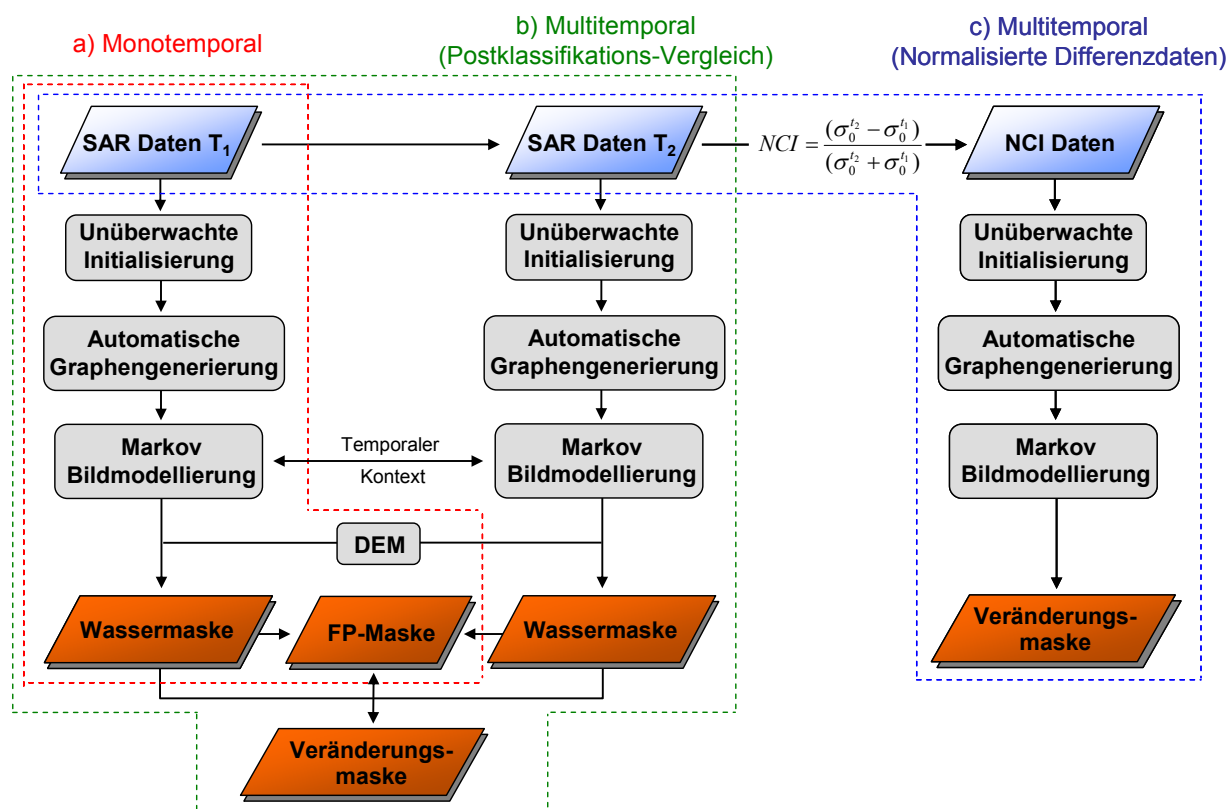 a) Monotemporal
b) Multitemporal
(Postklassifikations-Vergleich)
c) Multitemporal
(Normalisierte Differenzdaten)
SAR Daten T₁
SAR Daten T₂
NCI = (σ₀^{t₂} − σ₀^{t₁}) / (σ₀^{t₂} + σ₀^{t₁})
NCI Daten
Unüberwachte
Initialisierung
Unüberwachte
Initialisierung
Unüberwachte
Initialisierung
Automatische
Graphengenerierung
Automatische
Graphengenerierung
Automatische
Graphengenerierung
Markov
Bildmodellierung
Temporaler
Kontext
Markov
Bildmodellierung
Markov
Bildmodellierung
DEM
Wassermaske
FP-Maske
Wassermaske
Veränderungs-
maske
Veränderungs-
maske